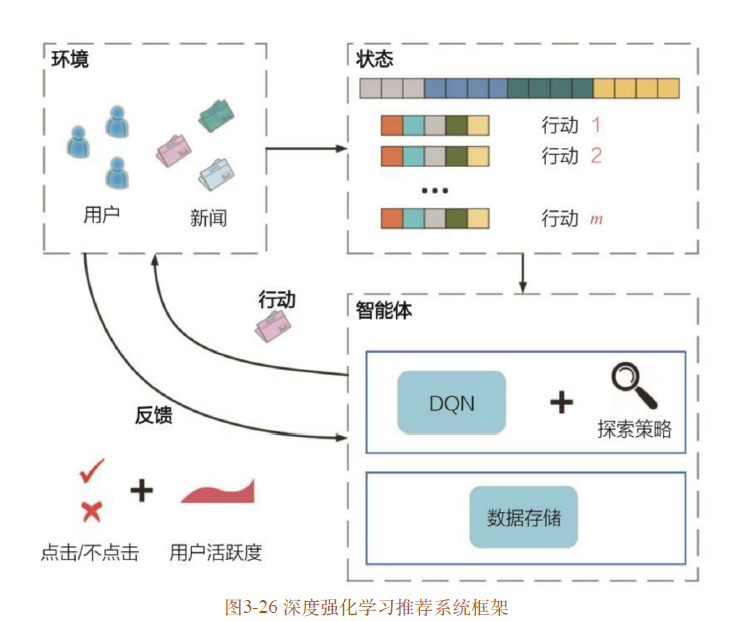 环境
用户
新闻
状态
行动 1
行动 2
...
行动 m
行动
反馈
智能体
DQN
+
探索策略
数据存储
+
点击/不点击
用户活跃度
图3-26 深度强化学习推荐系统框架